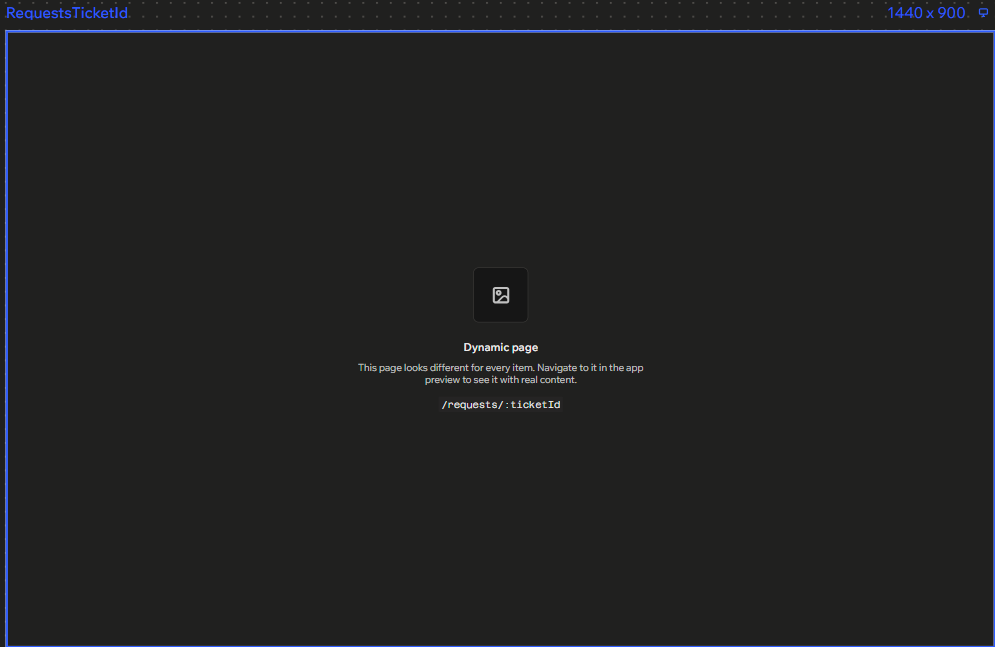 RequestsTicketId
1440 x 900
Dynamic page
This page looks different for every item. Navigate to it in the app
preview to see it with real content.
/requests/:ticketId